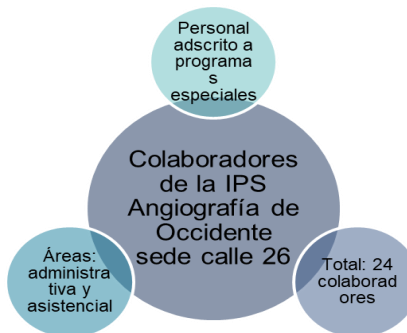 Personal
adscrito a
programa
s
especiales
Colaboradores
de la IPS
Angiografía de
Occidente
sede calle 26
Áreas:
administra
tiva y
asistencial
Total: 24
colaborad
ores